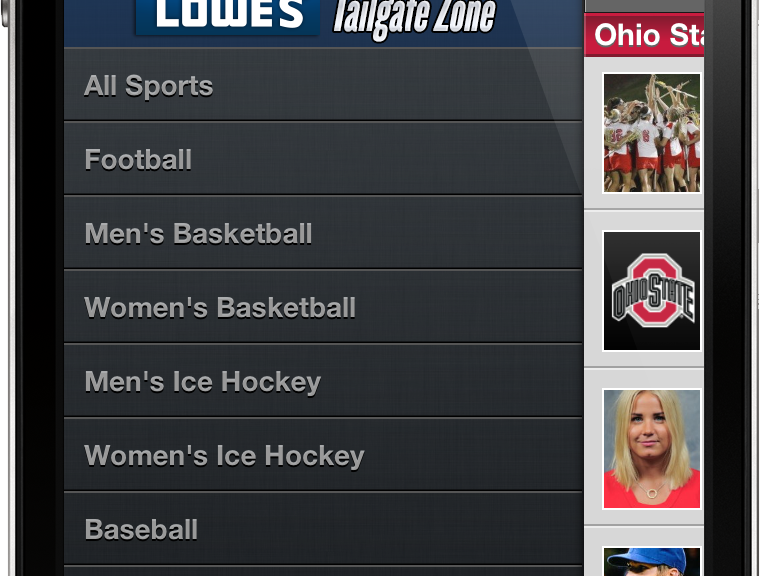 LOWE'S Tailgate Zone
Ohio Sta
All Sports
Football
Men's Basketball
Women's Basketball
OHIO STATE
Men's Ice Hockey
Women's Ice Hockey
Baseball